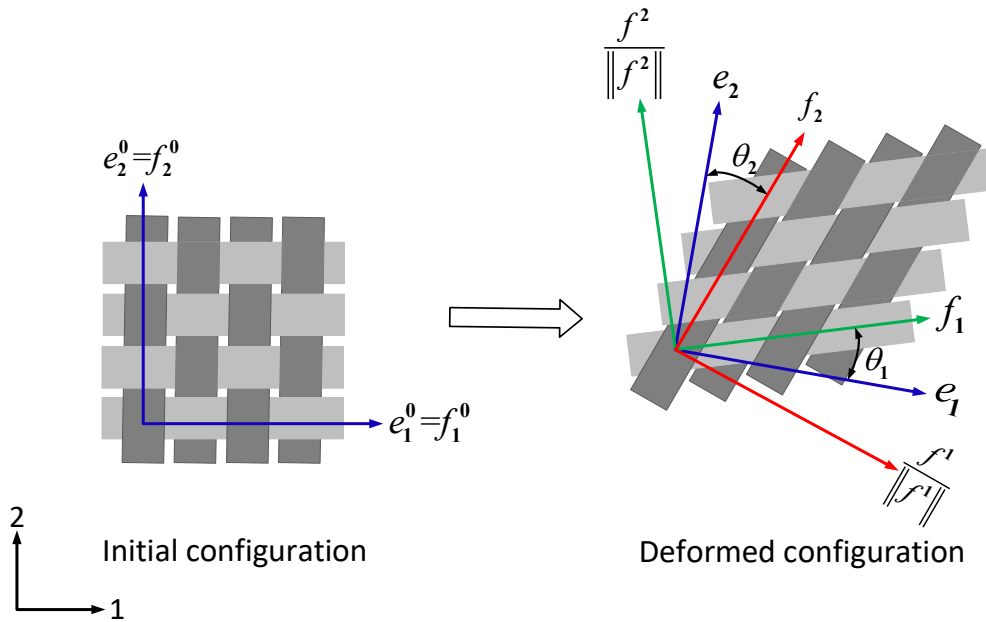 f²
‖f²‖
e₂
f₂
θ₂
e₂⁰=f₂⁰
f₁
θ₁
e₁
e₁⁰=f₁⁰
f¹
‖f¹‖
2
1
Initial configuration
Deformed configuration